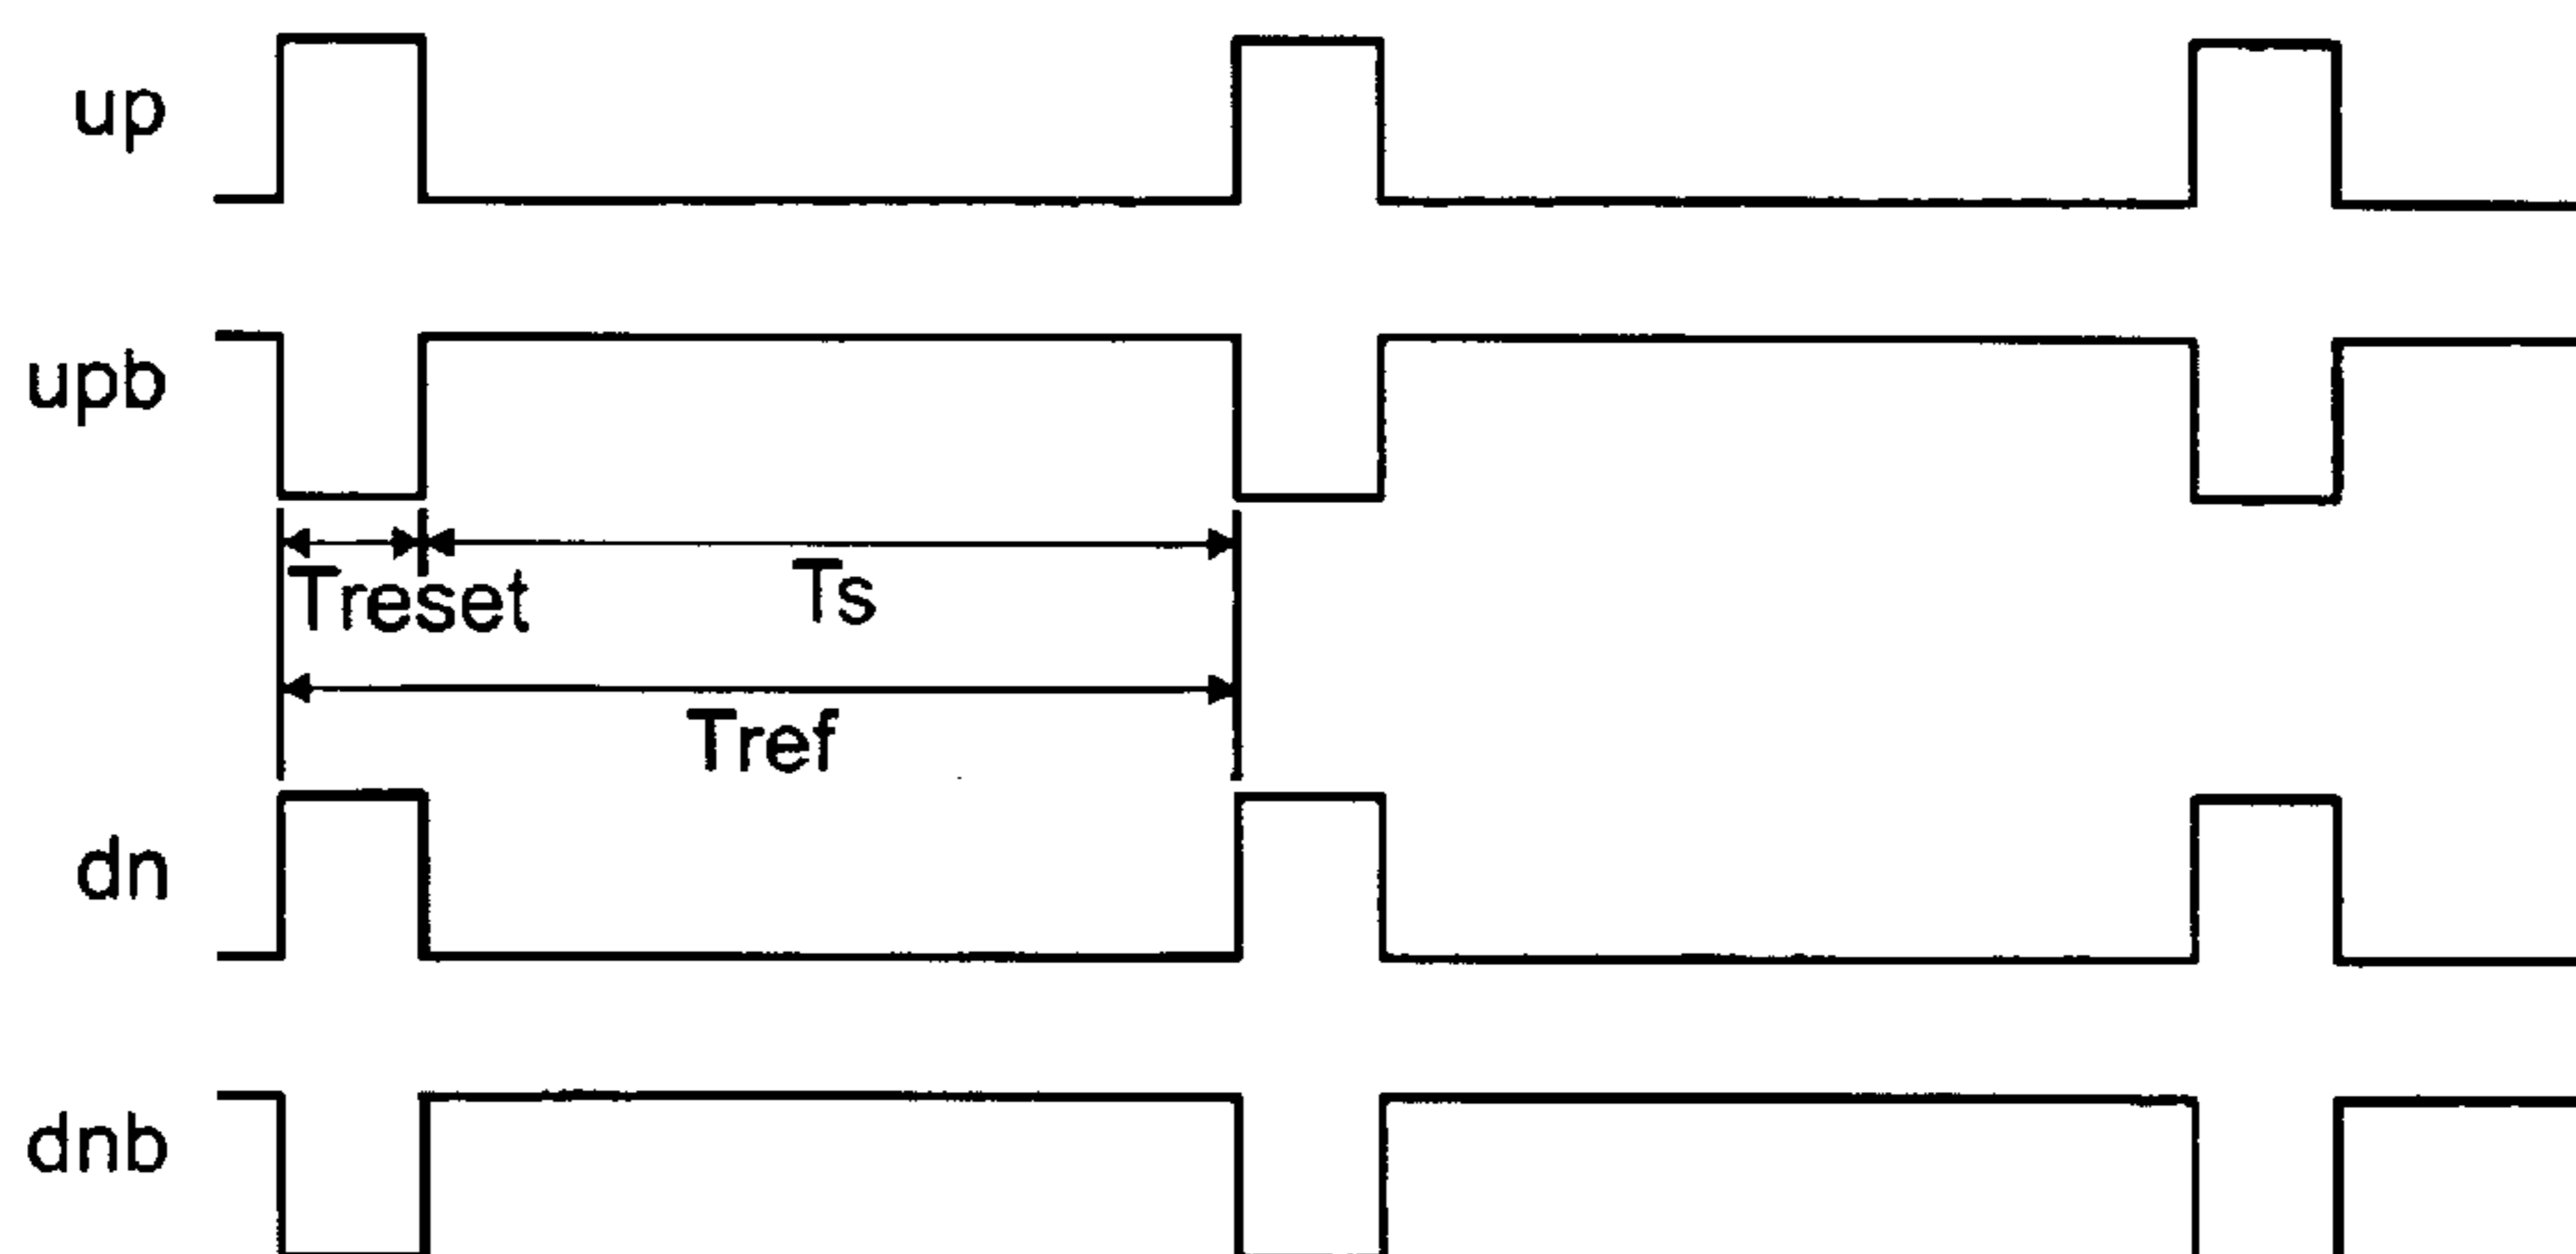 up
upb
Treset
Ts
Tref
dn
dnb